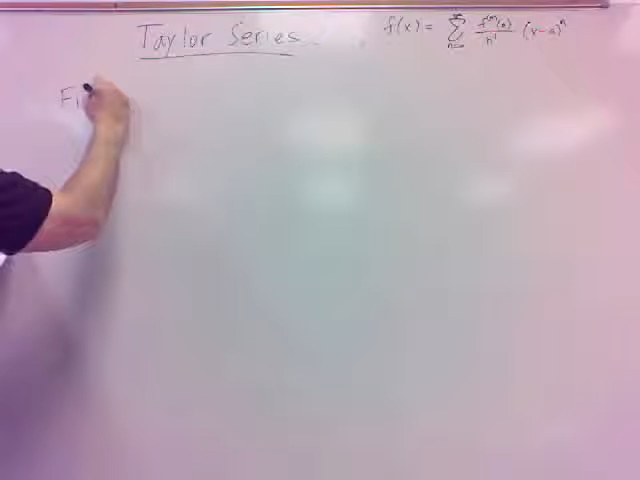 Taylor Series
f(x) = ∑_{n=0}^{∞} f^{(n)}(a)/n! (x-a)^n
Fi